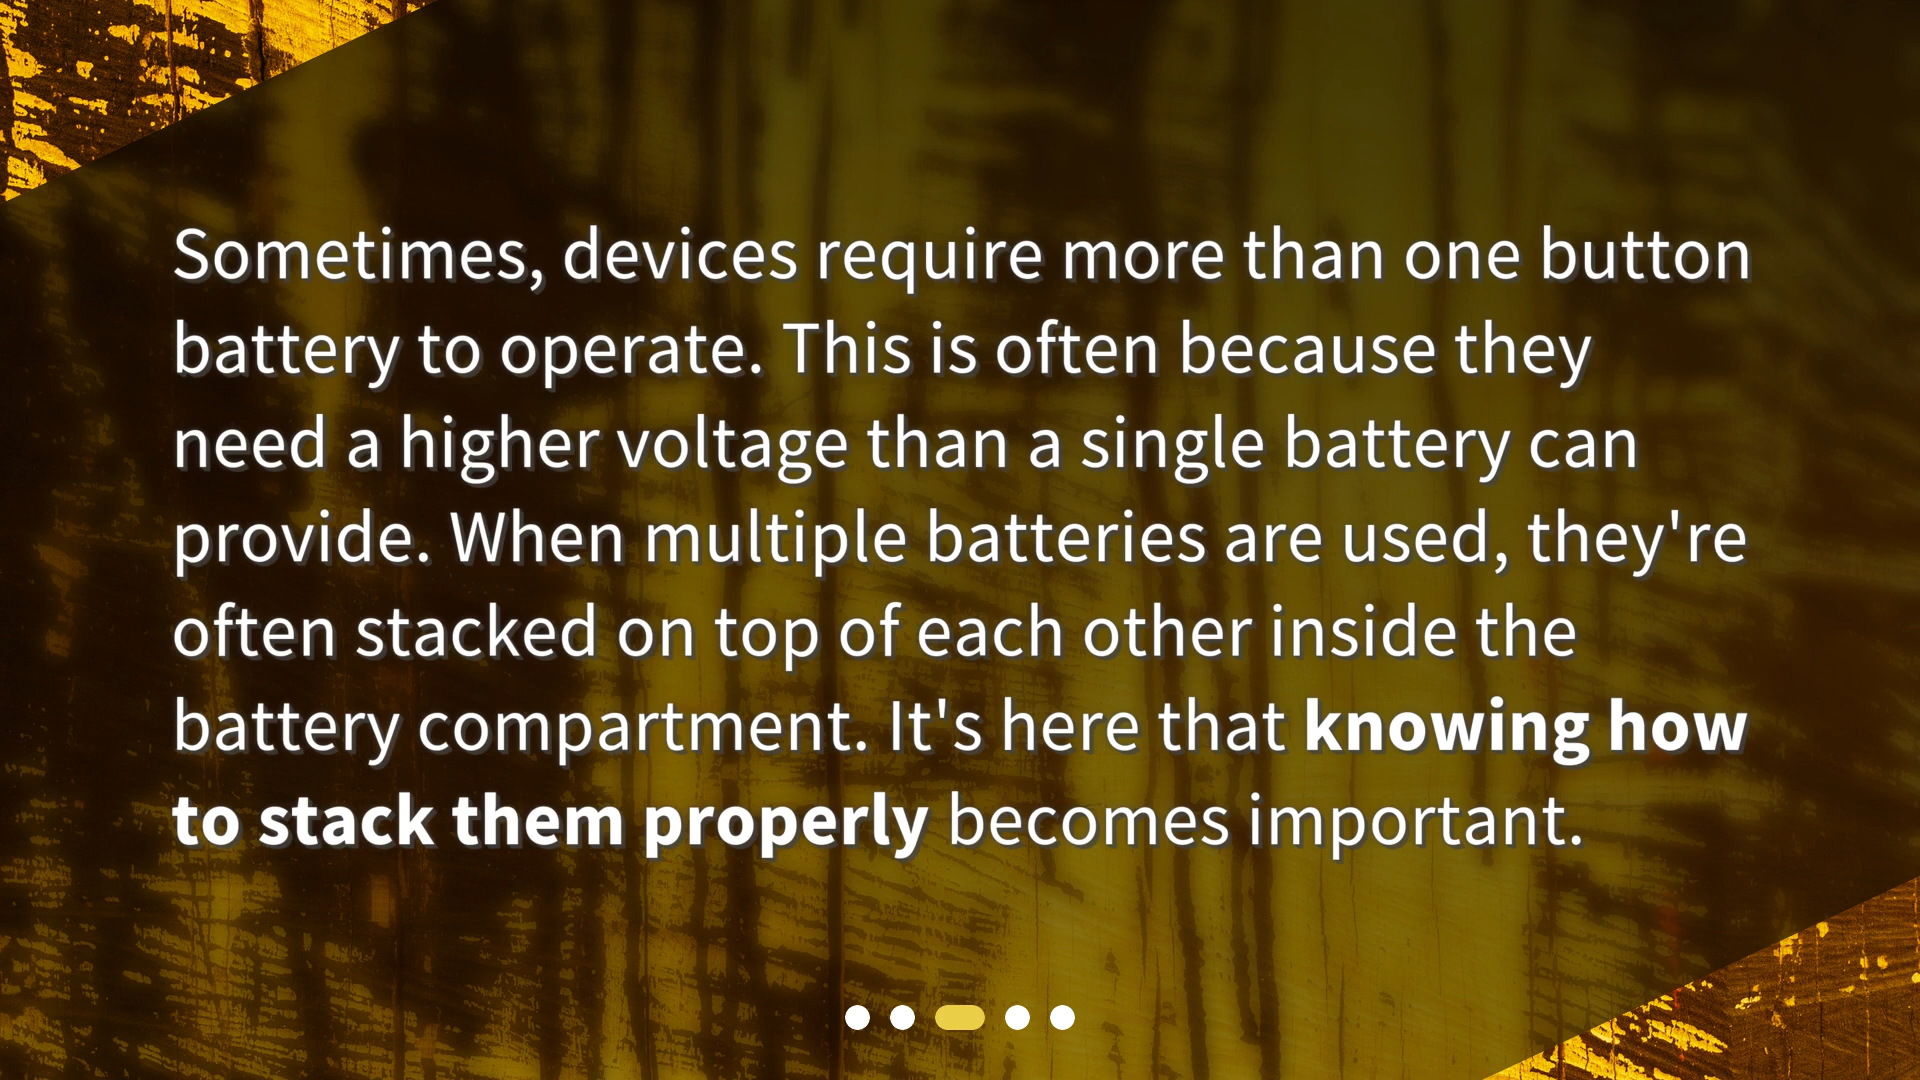 Sometimes, devices require more than one button
battery to operate. This is often because they
need a higher voltage than a single battery can
provide. When multiple batteries are used, they're
often stacked on top of each other inside the
battery compartment. It's here that knowing how
to stack them properly becomes important.